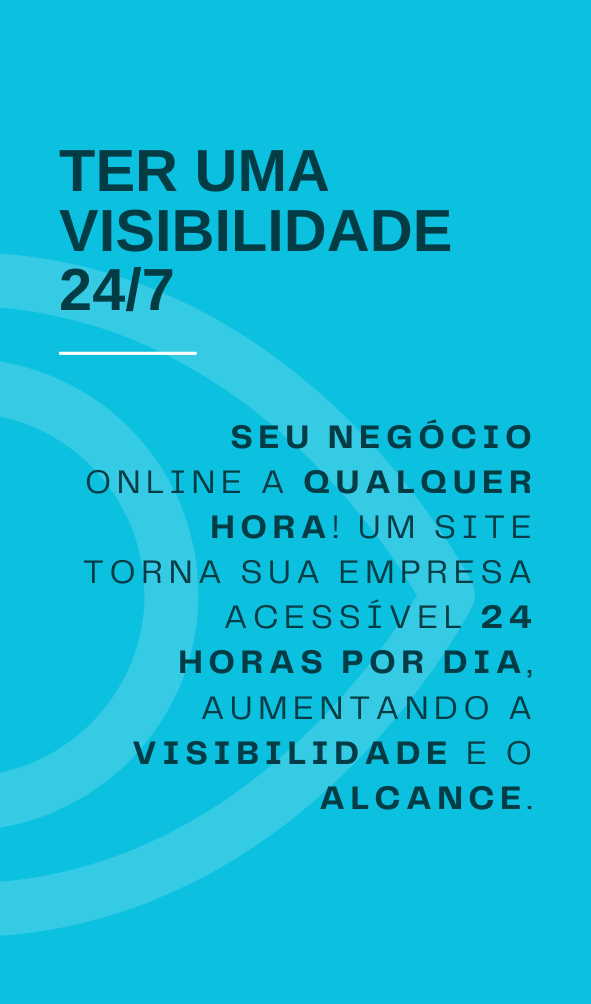 TER UMA
VISIBILIDADE
24/7
SEU NEGÓCIO
ONLINE A QUALQUER
HORA! UM SITE
TORNA SUA EMPRESA
ACESSÍVEL 24
HORAS POR DIA,
AUMENTANDO A
VISIBILIDADE E O
ALCANCE.